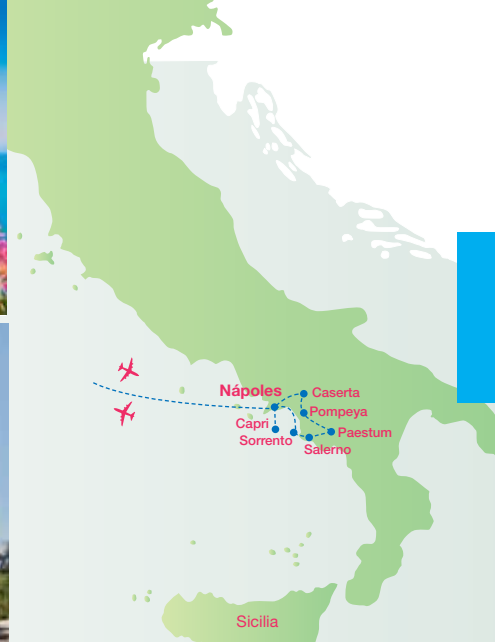 Nápoles
Caserta
Pompeya
Capri
Paestum
Sorrento
Salerno
Sicilia